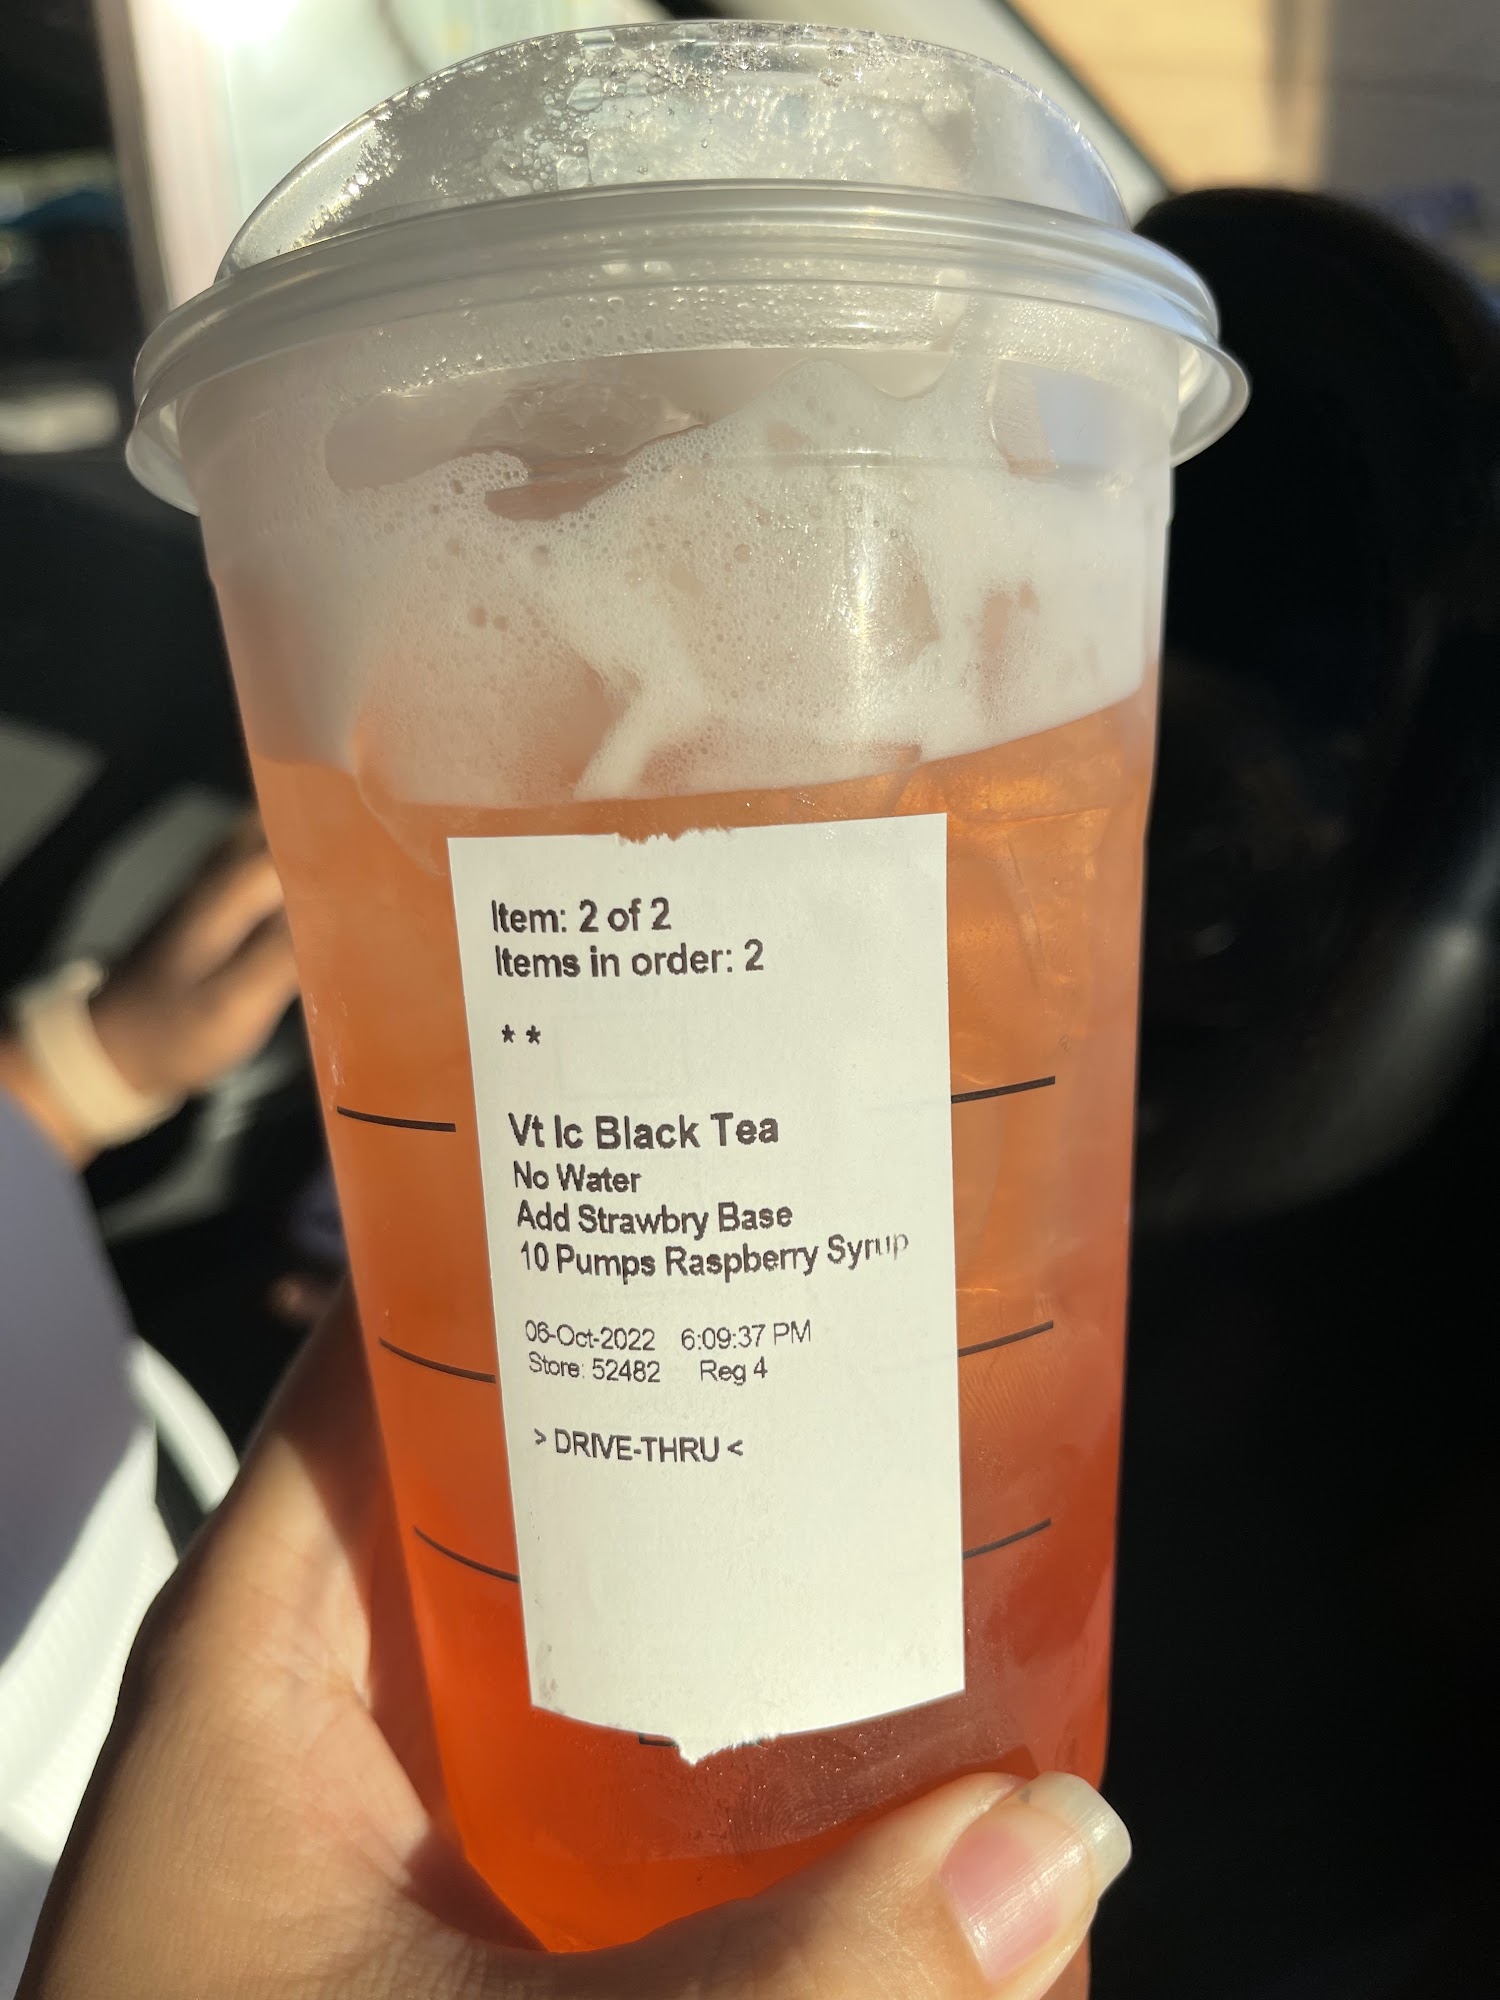 Item: 2 of 2
Items in order: 2
* *
Vt Ic Black Tea
No Water
Add Strawbry Base
10 Pumps Raspberry Syrup
06-Oct-2022 6:09:37 PM
Store: 52482 Reg 4
> DRIVE-THRU <